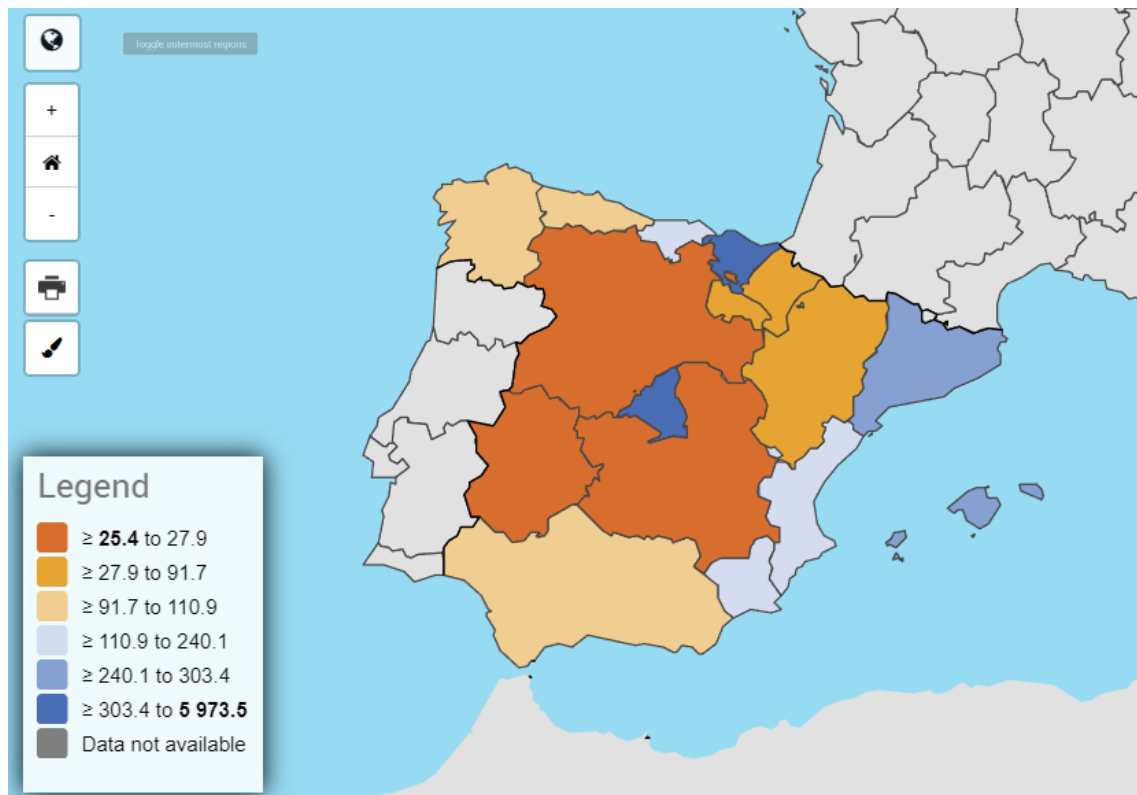 Toggle outermost regions
+
-
Legend
≥ 25.4 to 27.9
≥ 27.9 to 91.7
≥ 91.7 to 110.9
≥ 110.9 to 240.1
≥ 240.1 to 303.4
≥ 303.4 to 5 973.5
Data not available